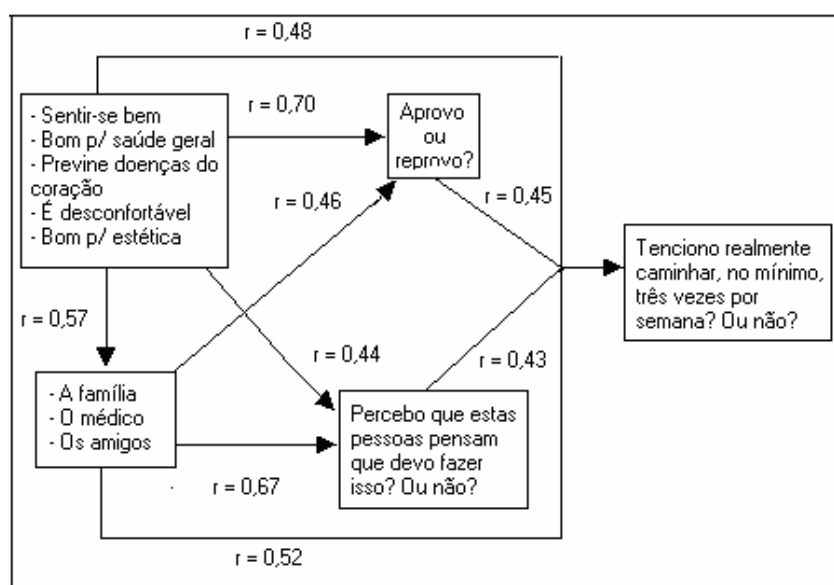 r = 0,48
- Sentir-se bem
- Bom p/ saúde geral
- Previne doenças do
coração
- É desconfortável
- Bom p/ estética
r = 0,70
Aprovo
ou
reprovo?
r = 0,46
r = 0,45
Tenciono realmente
caminhar, no mínimo,
três vezes por
semana? Ou não?
r = 0,57
r = 0,44
r = 0,43
- A família
- O médico
- Os amigos
Percebo que estas
pessoas pensam
que devo fazer
isso? Ou não?
r = 0,67
r = 0,52